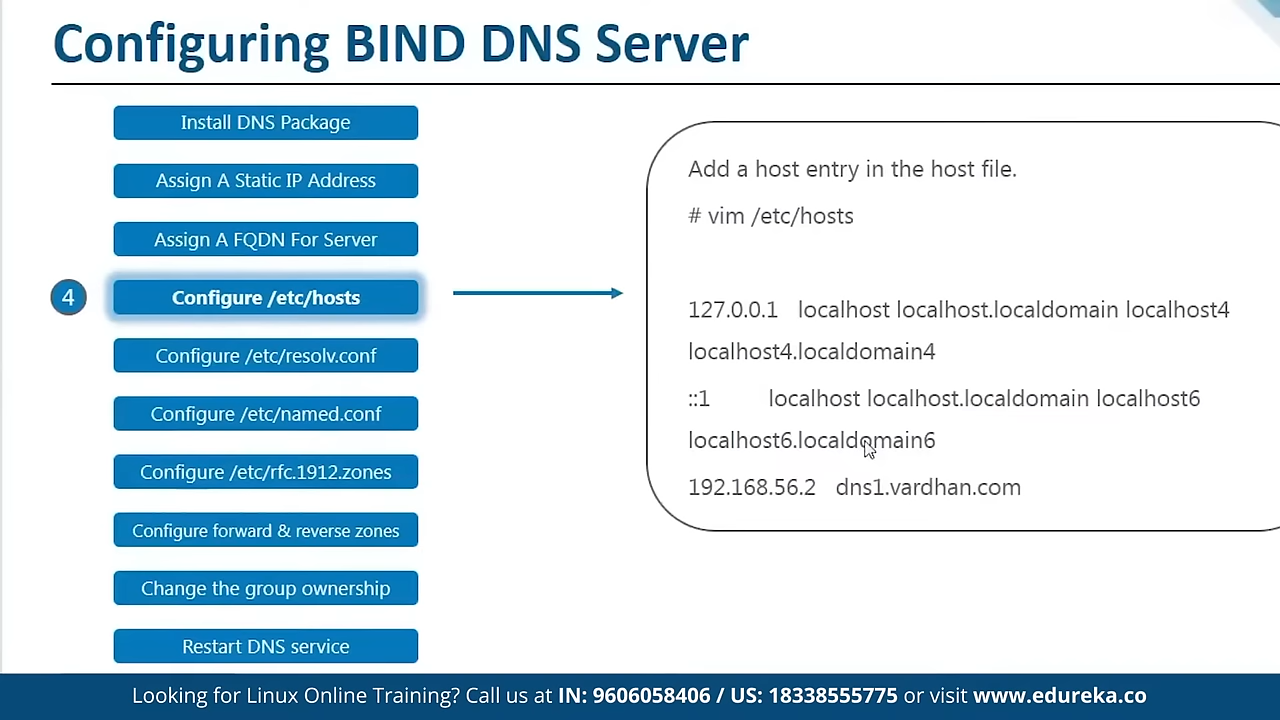 Configuring BIND DNS Server
Install DNS Package
Assign A Static IP Address
Assign A FQDN For Server
4
Configure /etc/hosts
Configure /etc/resolv.conf
Configure /etc/named.conf
Configure /etc/rfc.1912.zones
Configure forward & reverse zones
Change the group ownership
Restart DNS service
Add a host entry in the host file.
# vim /etc/hosts
127.0.0.1 localhost localhost.localdomain localhost4
localhost4.localdomain4
::1 localhost localhost.localdomain localhost6
localhost6.localdomain6
192.168.56.2 dns1.vardhan.com
Looking for Linux Online Training? Call us at IN: 9606058406 / US: 18338555775 or visit www.edureka.co